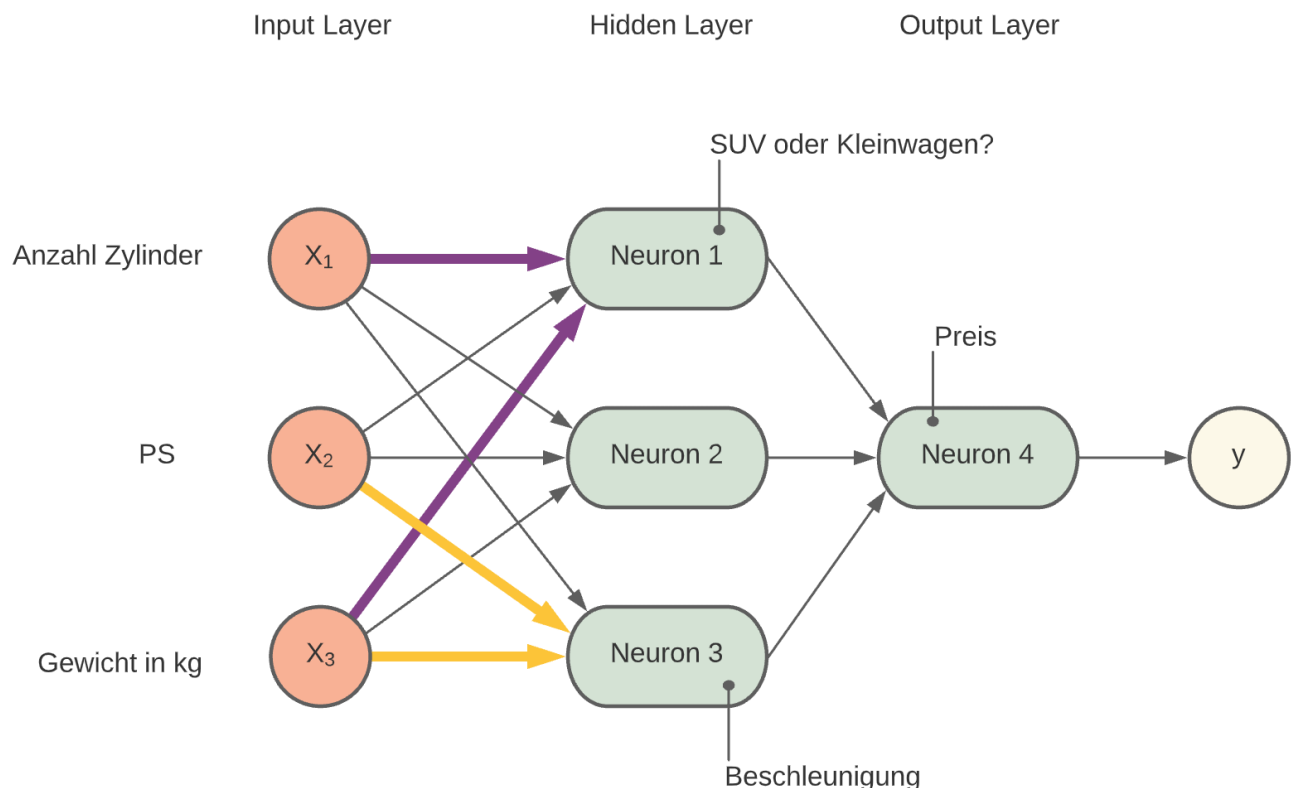 Input Layer
Hidden Layer
Output Layer
SUV oder Kleinwagen?
Anzahl Zylinder
X₁
Neuron 1
Preis
PS
X₂
Neuron 2
Neuron 4
y
Gewicht in kg
X₃
Neuron 3
Beschleunigung